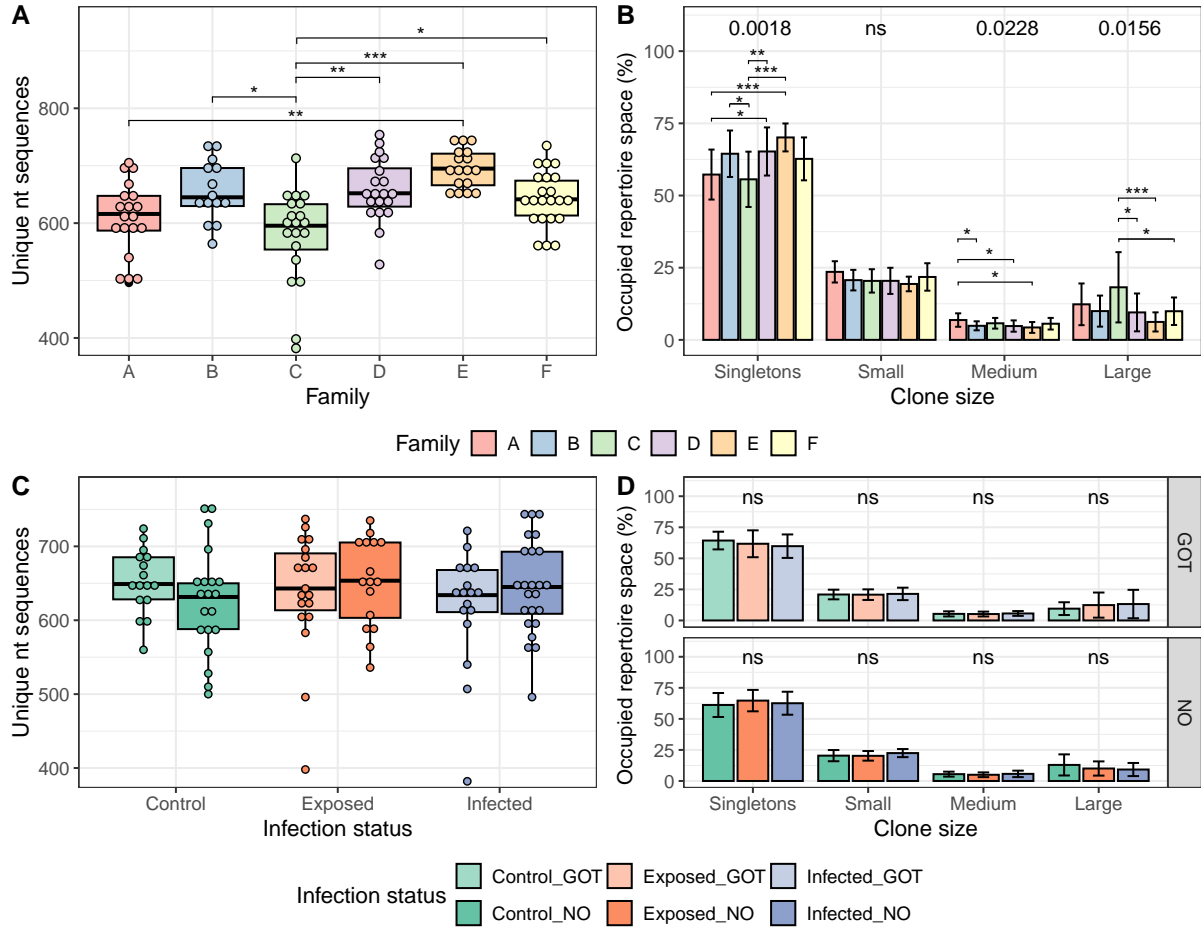 A
Unique nt sequences
800
600
400
*
***
**
*
**
A B C D E F
Family
B
Occupied repertoire space (%)
100
75
50
25
0
0.0018 ns 0.0228 0.0156
**
***
***
*
*
*
*
*
***
*
*
Singletons Small Medium Large
Clone size
Family A B C D E F
C
Unique nt sequences
700
600
500
400
Control Exposed Infected
Infection status
D
Occupied repertoire space (%)
100
75
50
25
0
ns ns ns ns
GOT
Occupied repertoire space (%)
100
75
50
25
0
ns ns ns ns
NO
Singletons Small Medium Large
Clone size
Infection status
Control_GOT Exposed_GOT Infected_GOT
Control_NO Exposed_NO Infected_NO